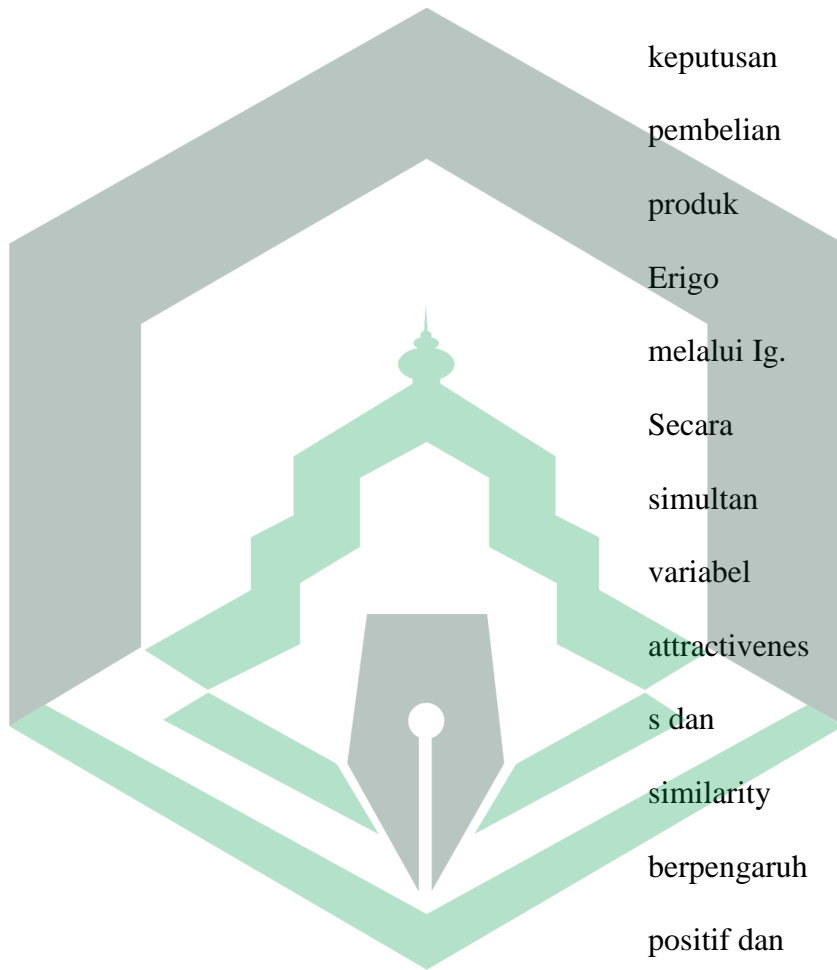 keputusan
pembelian
produk
Erigo
melalui Ig.
Secara
simultan
variabel
attractivenes
s dan
similarity
berpengaruh
positif dan